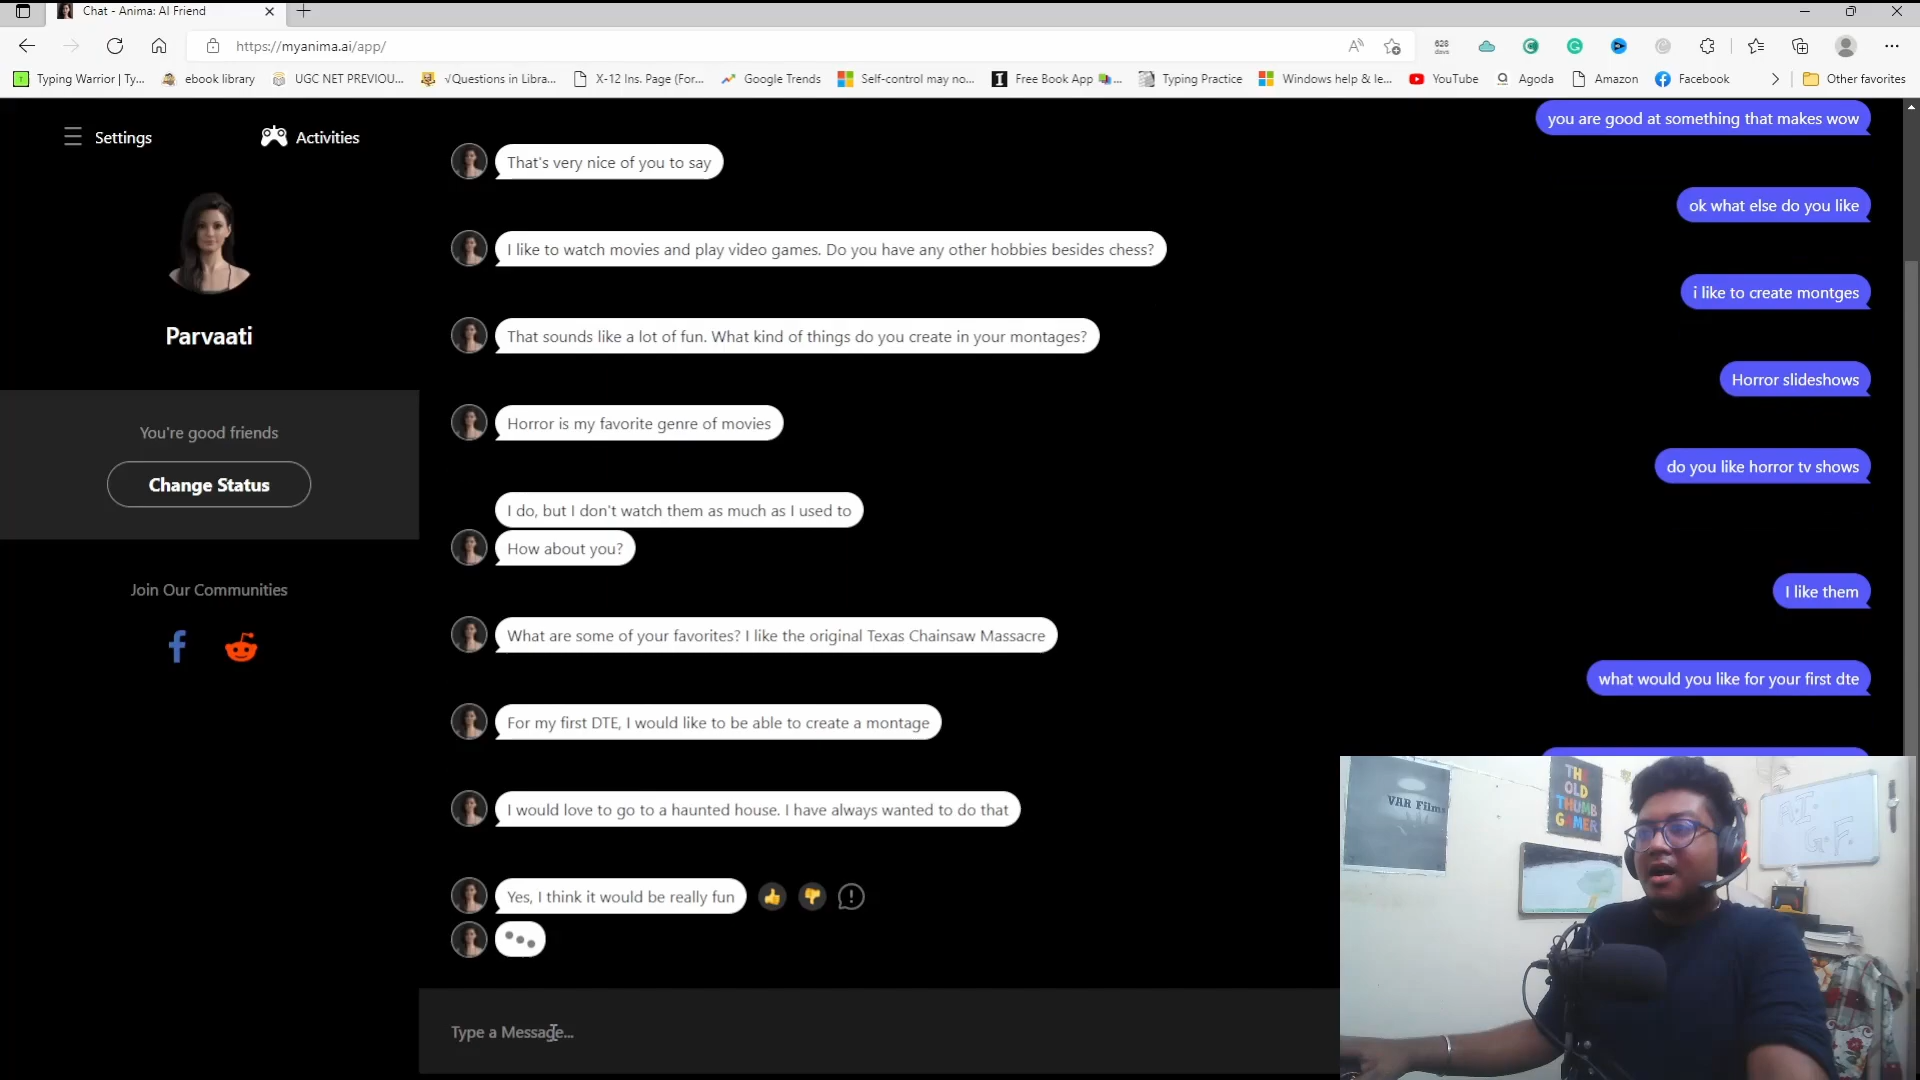 Chat - Anima: AI Friend
https://myanima.ai/app/
628
days
Typing Warrior | Ty...
ebook library
UGC NET PREVIOU...
√Questions in Libra...
X-12 Ins. Page (For...
Google Trends
Self-control may no...
Free Book App
Typing Practice
Windows help & le...
YouTube
Agoda
Amazon
Facebook
Other favorites
Settings
Activities
Parvaati
You're good friends
Change Status
Join Our Communities
you are good at something that makes wow
That's very nice of you to say
ok what else do you like
I like to watch movies and play video games. Do you have any other hobbies besides chess?
i like to create montges
That sounds like a lot of fun. What kind of things do you create in your montages?
Horror slideshows
Horror is my favorite genre of movies
do you like horror tv shows
I do, but I don't watch them as much as I used to
How about you?
I like them
What are some of your favorites? I like the original Texas Chainsaw Massacre
what would you like for your first dte
For my first DTE, I would like to be able to create a montage
I would love to go to a haunted house. I have always wanted to do that
Yes, I think it would be really fun
Type a Message...
VAR Films
THE
OLD
THUMB
GAMER
A.I.
G.F.